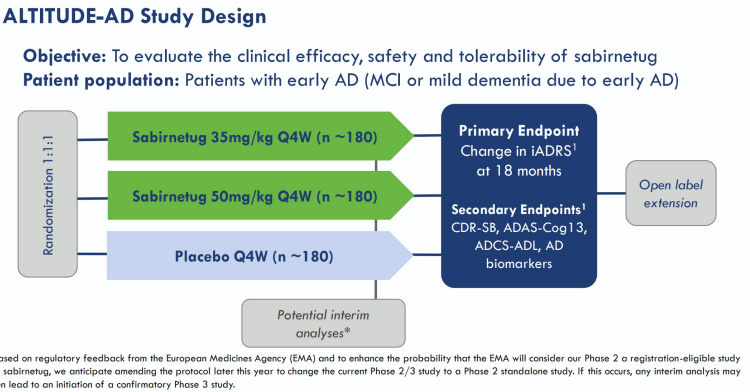 ALTITUDE-AD Study Design
Objective: To evaluate the clinical efficacy, safety and tolerability of sabirnetug
Patient population: Patients with early AD (MCI or mild dementia due to early AD)
Randomization 1:1:1
Sabirnetug 35mg/kg Q4W (n ~180)
Sabirnetug 50mg/kg Q4W (n ~180)
Placebo Q4W (n ~180)
Potential interim
analyses*
Primary Endpoint
Change in iADRS¹
at 18 months
Secondary Endpoints¹
CDR-SB, ADAS-Cog13,
ADCS-ADL, AD
biomarkers
Open label
extension
ased on regulatory feedback from the European Medicines Agency (EMA) and to enhance the probability that the EMA will consider our Phase 2 a registration-eligible study
sabirnetug, we anticipate amending the protocol later this year to change the current Phase 2/3 study to a Phase 2 standalone study. If this occurs, any interim analysis may
en lead to an initiation of a confirmatory Phase 3 study.